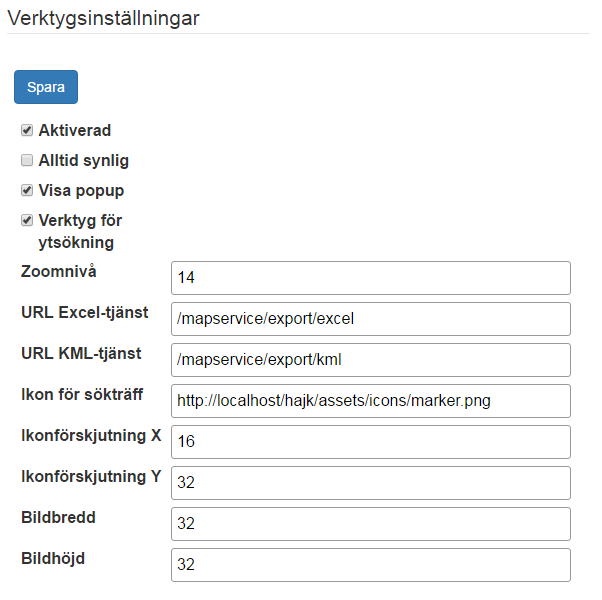 Verktygsinställningar
Spara
Aktiverad
Alltid synlig
Visa popup
Verktyg för
ytsökning
Zoomnivå 14
URL Excel-tjänst /mapservice/export/excel
URL KML-tjänst /mapservice/export/kml
Ikon för sökträff http://localhost/hajk/assets/icons/marker.png
Ikonförskjutning X 16
Ikonförskjutning Y 32
Bildbredd 32
Bildhöjd 32